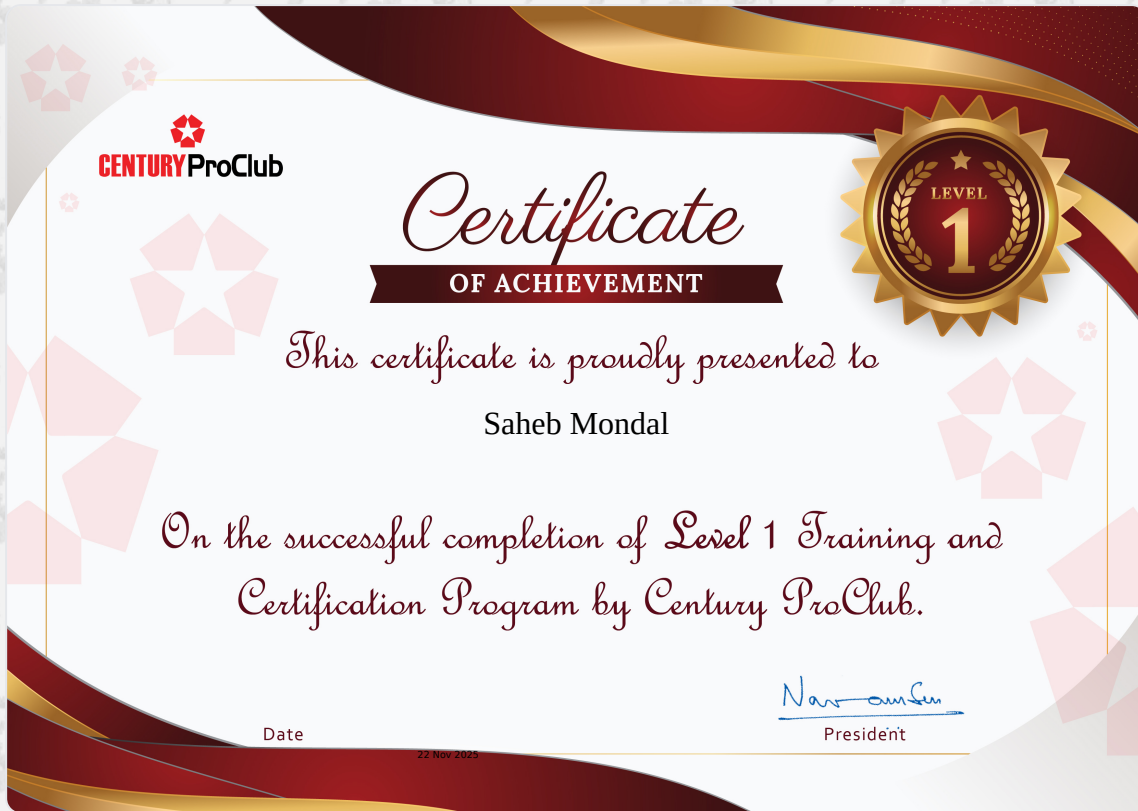 CENTURY ProClub
LEVEL
1
Certificate
OF ACHIEVEMENT
This certificate is proudly presented to
Saheb Mondal
On the successful completion of Level 1 Training and
Certification Program by Century ProClub.
Date
22 Nov 2025
President